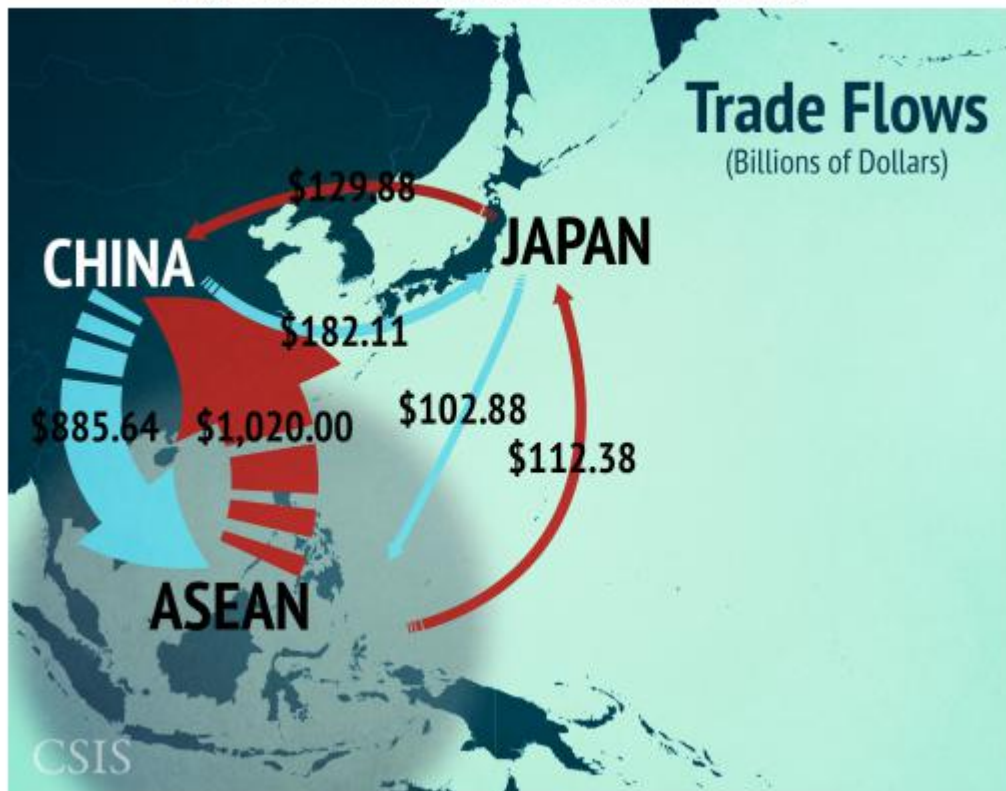 Trade Flows
(Billions of Dollars)
$129.88
JAPAN
CHINA
$182.11
$885.64
$1,020.00
$102.88
$112.38
ASEAN
CSIS